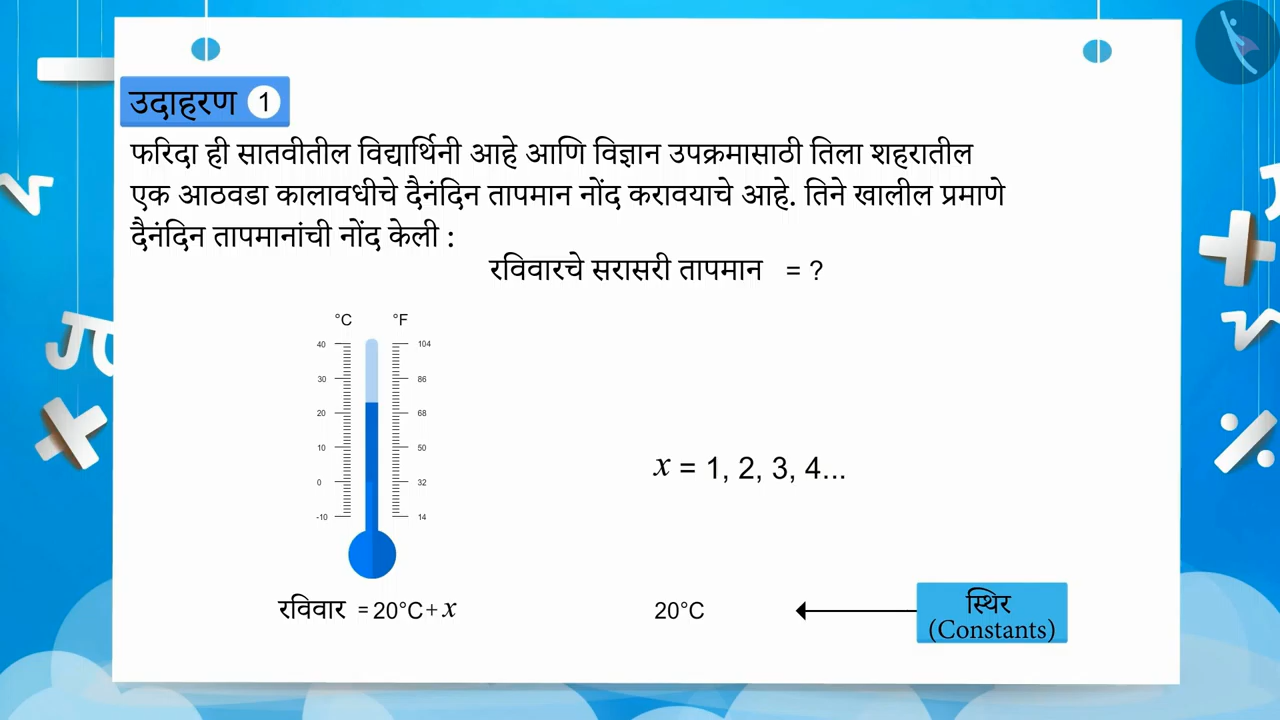 उदाहरण 1
फरिदा ही सातवीतील विद्यार्थिनी आहे आणि विज्ञान उपक्रमासाठी तिला शहरातील
एक आठवडा कालावधीचे दैनंदिन तापमान नोंद करावयाचे आहे. तिने खालील प्रमाणे
दैनंदिन तापमानांची नोंद केली :
रविवारचे सरासरी तापमान = ?
°C °F
40 104
30 86
20 68
10 50
0 32
-10 14
x = 1, 2, 3, 4...
रविवार = 20°C + x
20°C
स्थिर
(Constants)